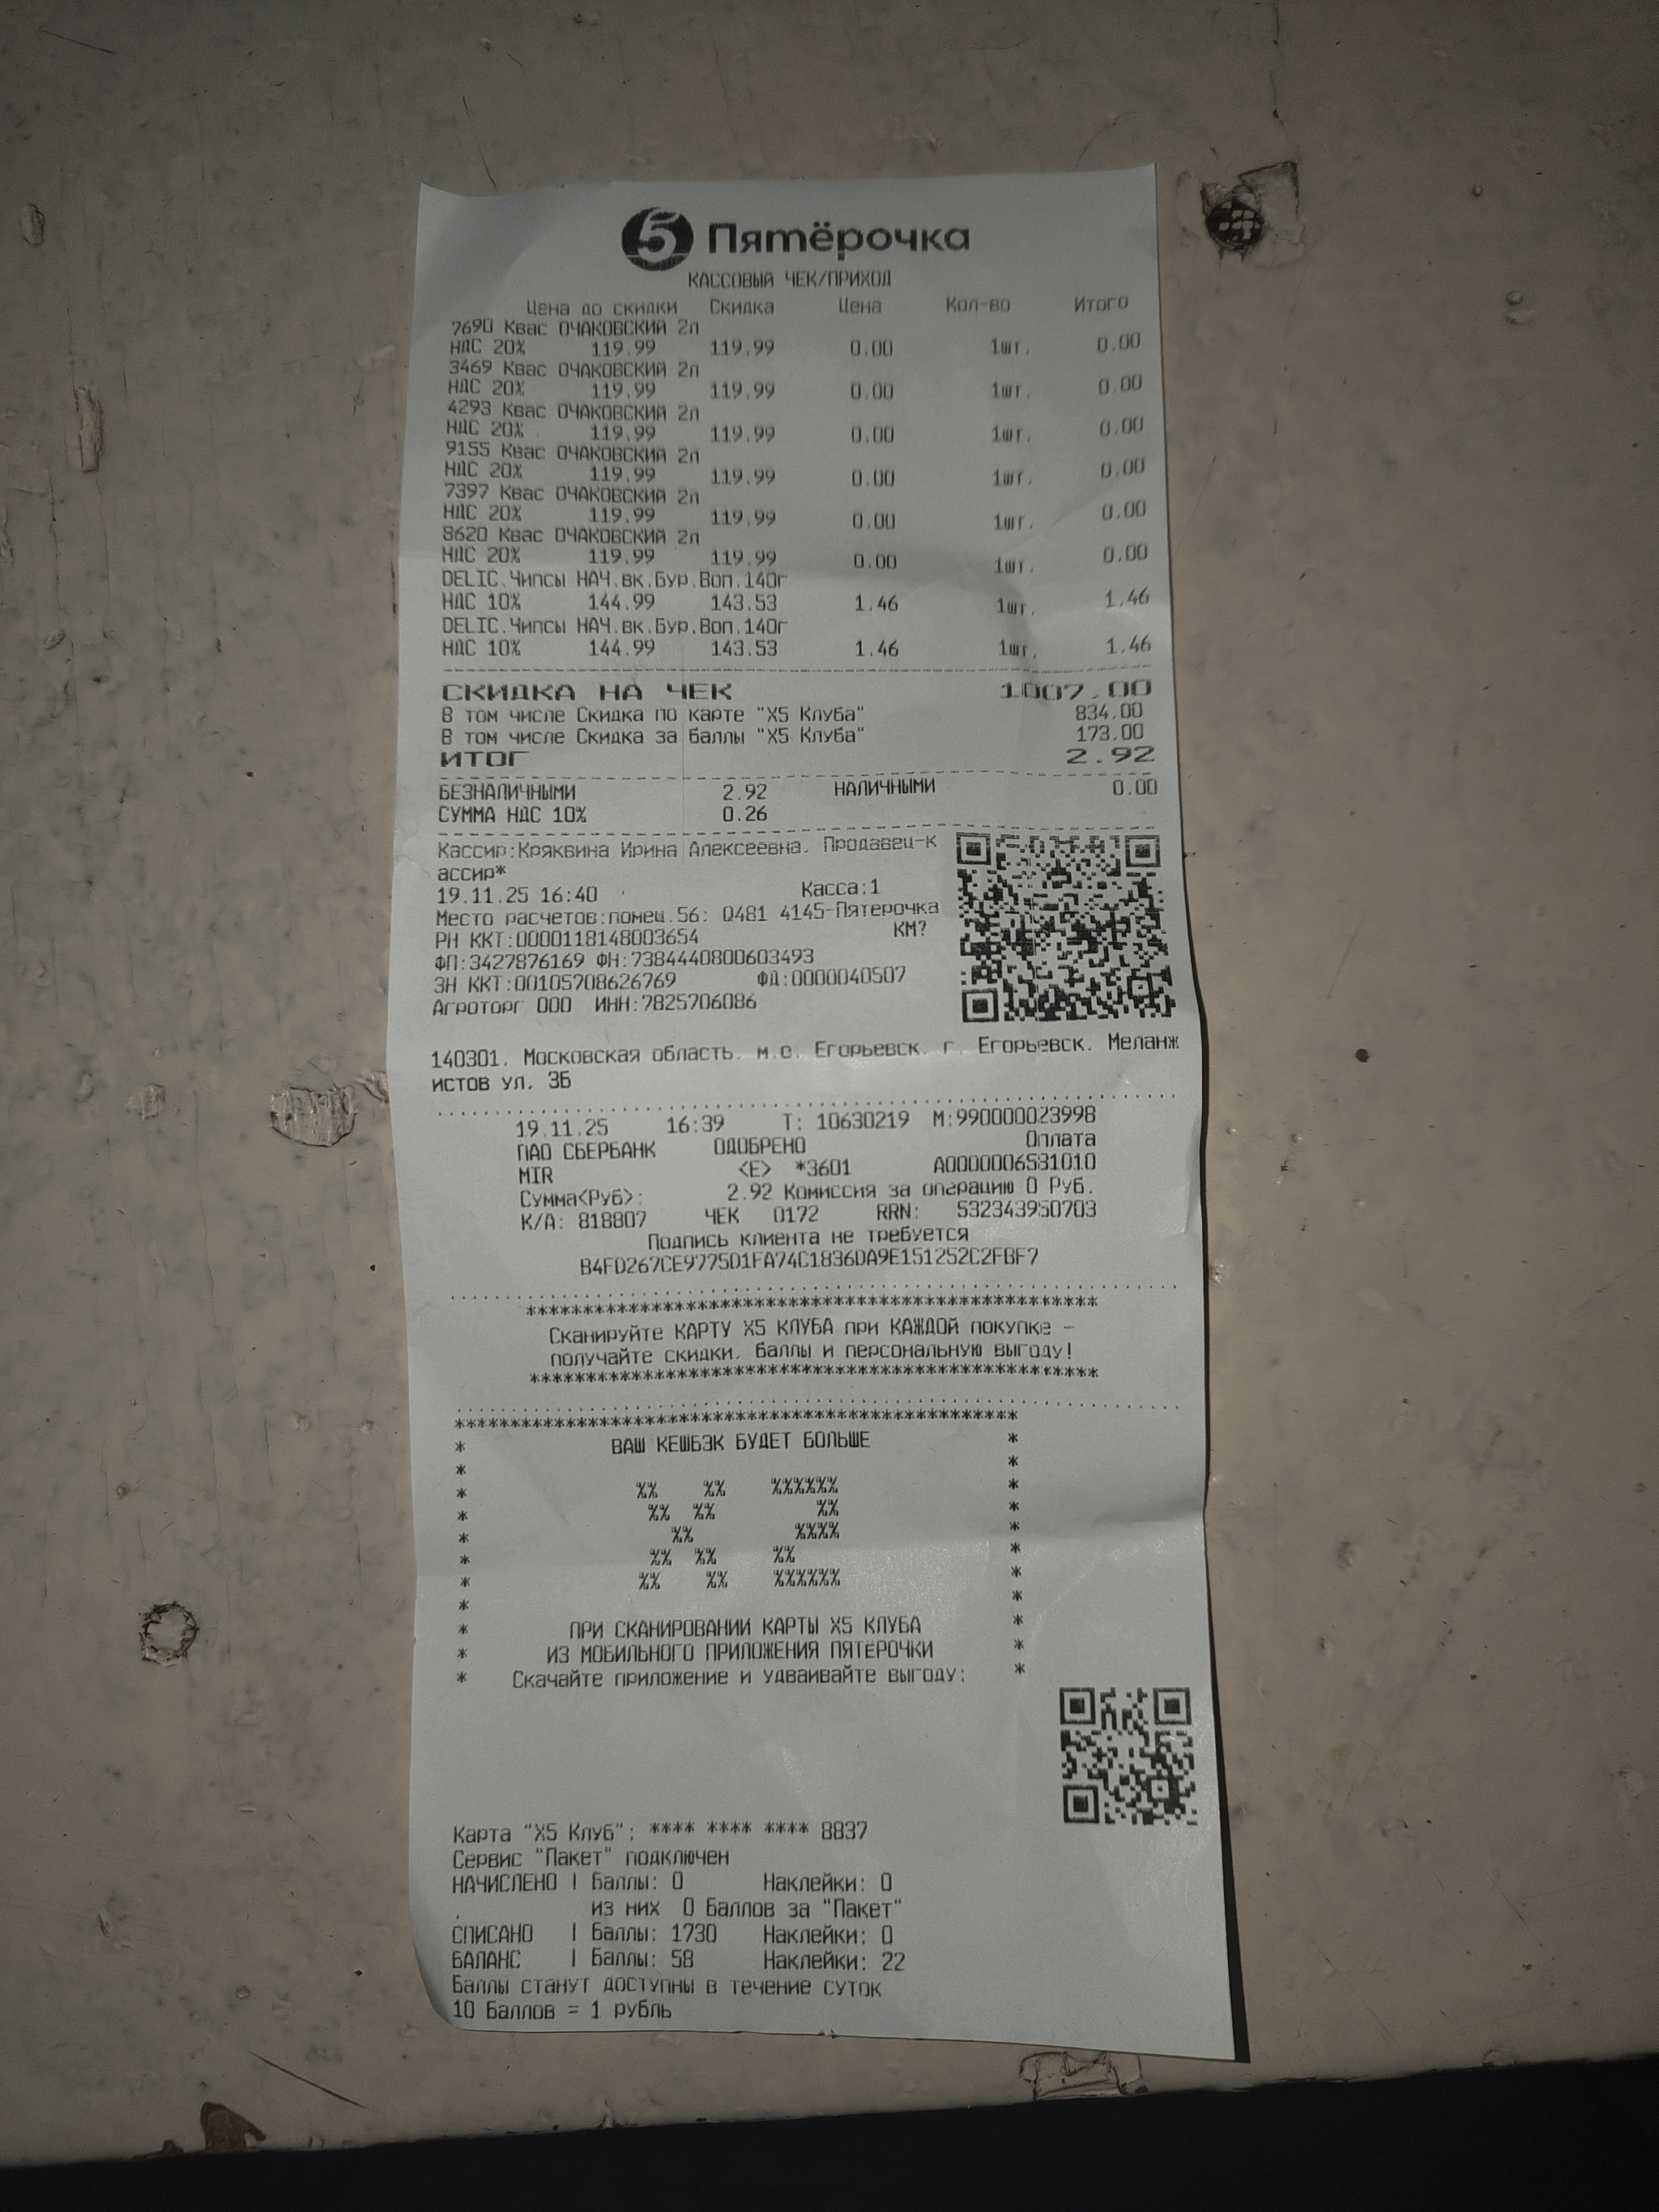 5 Пятёрочка
КАССОВЫЙ ЧЕК/ПРИХОД
Цена до скидки Скидка Цена Кол-во Итого
7690 Квас ОЧАКОВСКИЙ 2л
НДС 20% 119.99 119.99 0.00 1шт. 0.00
3469 Квас ОЧАКОВСКИЙ 2л
НДС 20% 119.99 119.99 0.00 1шт. 0.00
4293 Квас ОЧАКОВСКИЙ 2л
НДС 20% 119.99 119.99 0.00 1шт. 0.00
9155 Квас ОЧАКОВСКИЙ 2л
НДС 20% 119.99 119.99 0.00 1шт. 0.00
7397 Квас ОЧАКОВСКИЙ 2л
НДС 20% 119.99 119.99 0.00 1шт. 0.00
8620 Квас ОЧАКОВСКИЙ 2л
НДС 20% 119.99 119.99 0.00 1шт. 0.00
DELIC.Чипсы НАЧ.вк.Бур.Воп.140г
НДС 10% 144.99 143.53 1.46 1шт. 1.46
DELIC.Чипсы НАЧ.вк.Бур.Воп.140г
НДС 10% 144.99 143.53 1.46 1шт. 1.46
СКИДКА НА ЧЕК 1007.00
В том числе Скидка по карте "X5 Клуба" 834.00
В том числе Скидка за баллы "X5 Клуба" 173.00
ИТОГ 2.92
БЕЗНАЛИЧНЫМИ 2.92 НАЛИЧНЫМИ 0.00
СУММА НДС 10% 0.26
Кассир:Кряквина Ирина Алексеевна. Продавец-к
ассир*
19.11.25 16:40 Касса:1
Место расчетов:помещ.56: Q481 4145-Пятерочка
РН ККТ:0000118148003654 КМ?
ФП:3427876169 ФН:7384440800603493
ЗН ККТ:00105708626769 ФД:0000040507
Агроторг ООО ИНН:7825706086
140301, Московская область, м.о. Егорьевск, г. Егорьевск, Меланж
истов ул. 3Б
19.11.25 16:39 Т: 10630219 М:990000023998
ПАО СБЕРБАНК ОДОБРЕНО Оплата
MIR <E> *3601 A0000006581010
Сумма<Руб>: 2.92 Комиссия за операцию 0 Руб.
К/А: 818807 ЧЕК 0172 RRN: 532343950703
Подпись клиента не требуется
B4FD267CE9775D1FA74C1836DA9E151252C2FBF7
**************************************************
Сканируйте КАРТУ X5 КЛУБА при КАЖДОЙ покупке -
получайте скидки, баллы и персональную выгоду!
**************************************************
**************************************************
* ВАШ КЕШБЭК БУДЕТ БОЛЬШЕ *
* *
* %% %% %%%%%% *
* %% %% %% *
* %% %%%% *
* %% %% %% *
* %% %% %%%%%% *
* *
* ПРИ СКАНИРОВАНИИ КАРТЫ X5 КЛУБА *
* ИЗ МОБИЛЬНОГО ПРИЛОЖЕНИЯ ПЯТЁРОЧКИ *
* Скачайте приложение и удваивайте выгоду: *
Карта "X5 Клуб": **** **** **** 8837
Сервис "Пакет" подключен
НАЧИСЛЕНО | Баллы: 0 Наклейки: 0
из них 0 Баллов за "Пакет"
СПИСАНО | Баллы: 1730 Наклейки: 0
БАЛАНС | Баллы: 58 Наклейки: 22
Баллы станут доступны в течение суток
10 Баллов = 1 рубль